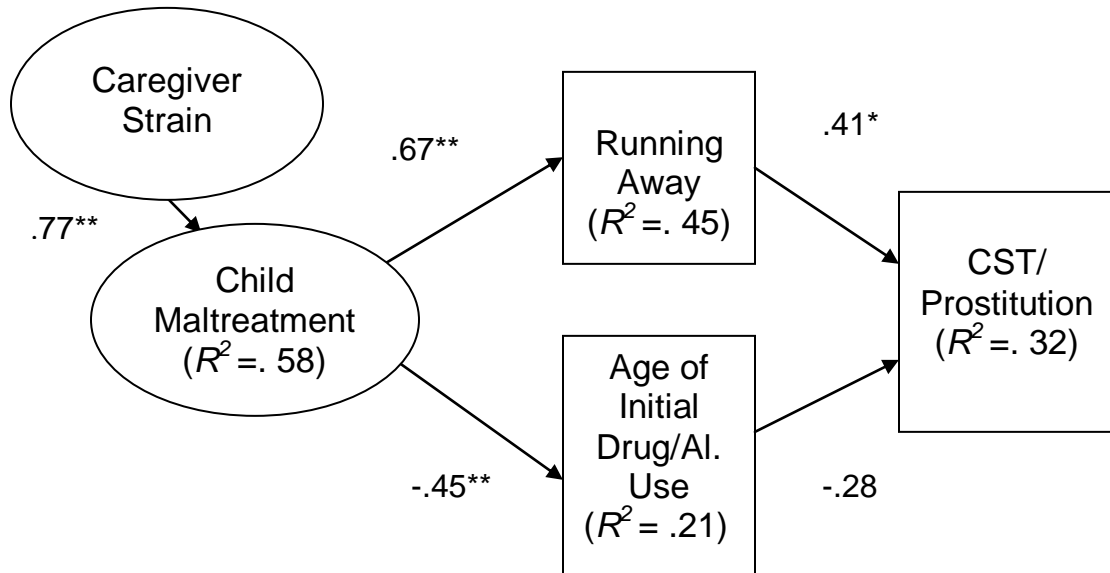 Caregiver
Strain
.77**
Child
Maltreatment
(R² =. 58)
.67**
-.45**
Running
Away
(R² =. 45)
Age of
Initial
Drug/Al.
Use
(R² = .21)
.41*
-.28
CST/
Prostitution
(R² =. 32)